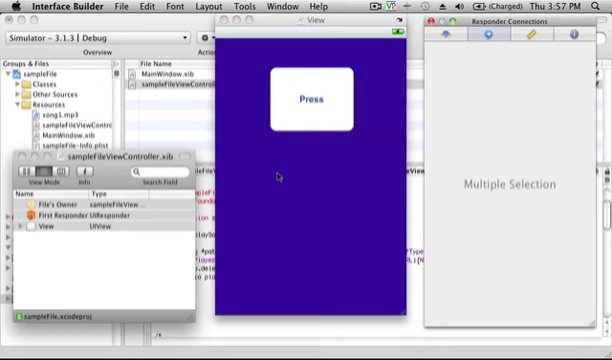 Interface Builder File Edit Font Layout Tools Window Help
(Charged) Thu 3:57 PM
View
Responder Connections
Simulator - 3.1.3 | Debug
Overview
Groups & Files
File Name
sampleFile
Classes
Other Sources
Resources
song1.mp3
sampleFileViewContr
MainWindow.xib
sampleFile-Info.plist
MainWindow.xib
sampleFileViewControl
Press
Multiple Selection
sampleFileViewController.xib
View Mode Info Search Field
Name Type
File's Owner sampleFileView...
First Responder UIResponder
View UIView
sampleFile.xcodeproj